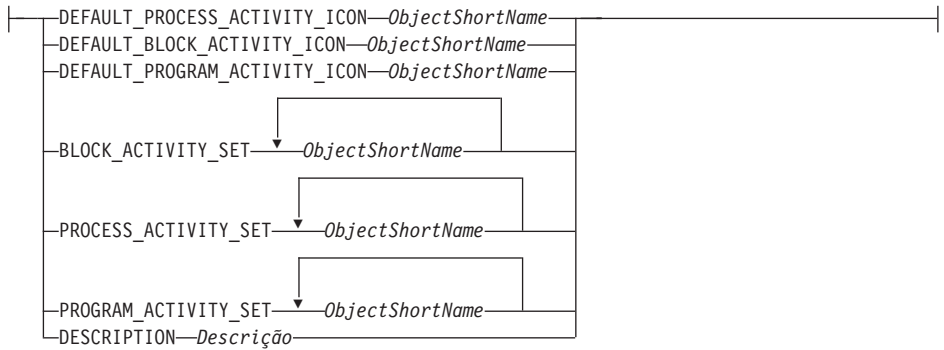 DEFAULT_PROCESS_ACTIVITY_ICON ObjectShortName
DEFAULT_BLOCK_ACTIVITY_ICON ObjectShortName
DEFAULT_PROGRAM_ACTIVITY_ICON ObjectShortName
BLOCK_ACTIVITY_SET ObjectShortName
PROCESS_ACTIVITY_SET ObjectShortName
PROGRAM_ACTIVITY_SET ObjectShortName
DESCRIPTION Descrição